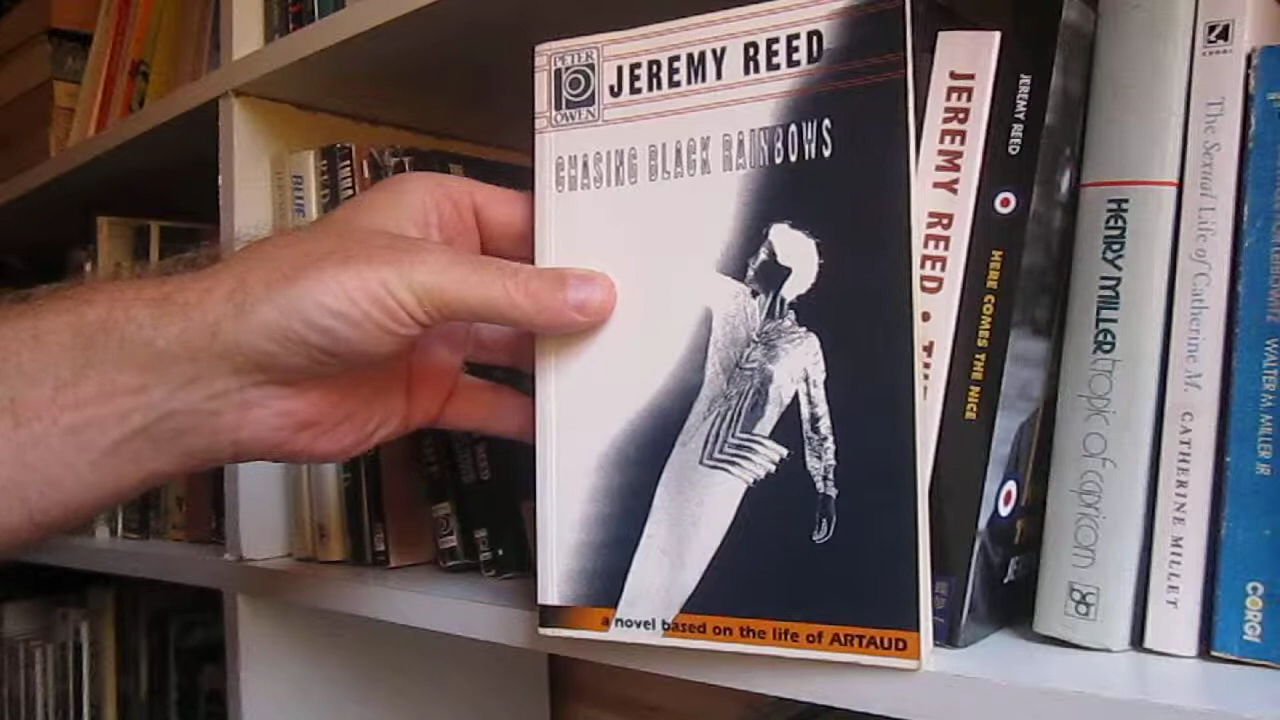 PETER
OWEN
JEREMY REED
CHASING BLACK RAINBOWS
a novel based on the life of ARTAUD
JEREMY REED •
JEREMY REED
HERE COMES THE NICE
HENRY MILLER tropic of capricorn
The Sexual Life of Catherine M. CATHERINE MILLET
WALTER M. MILLER JR
CORGI
BLUE